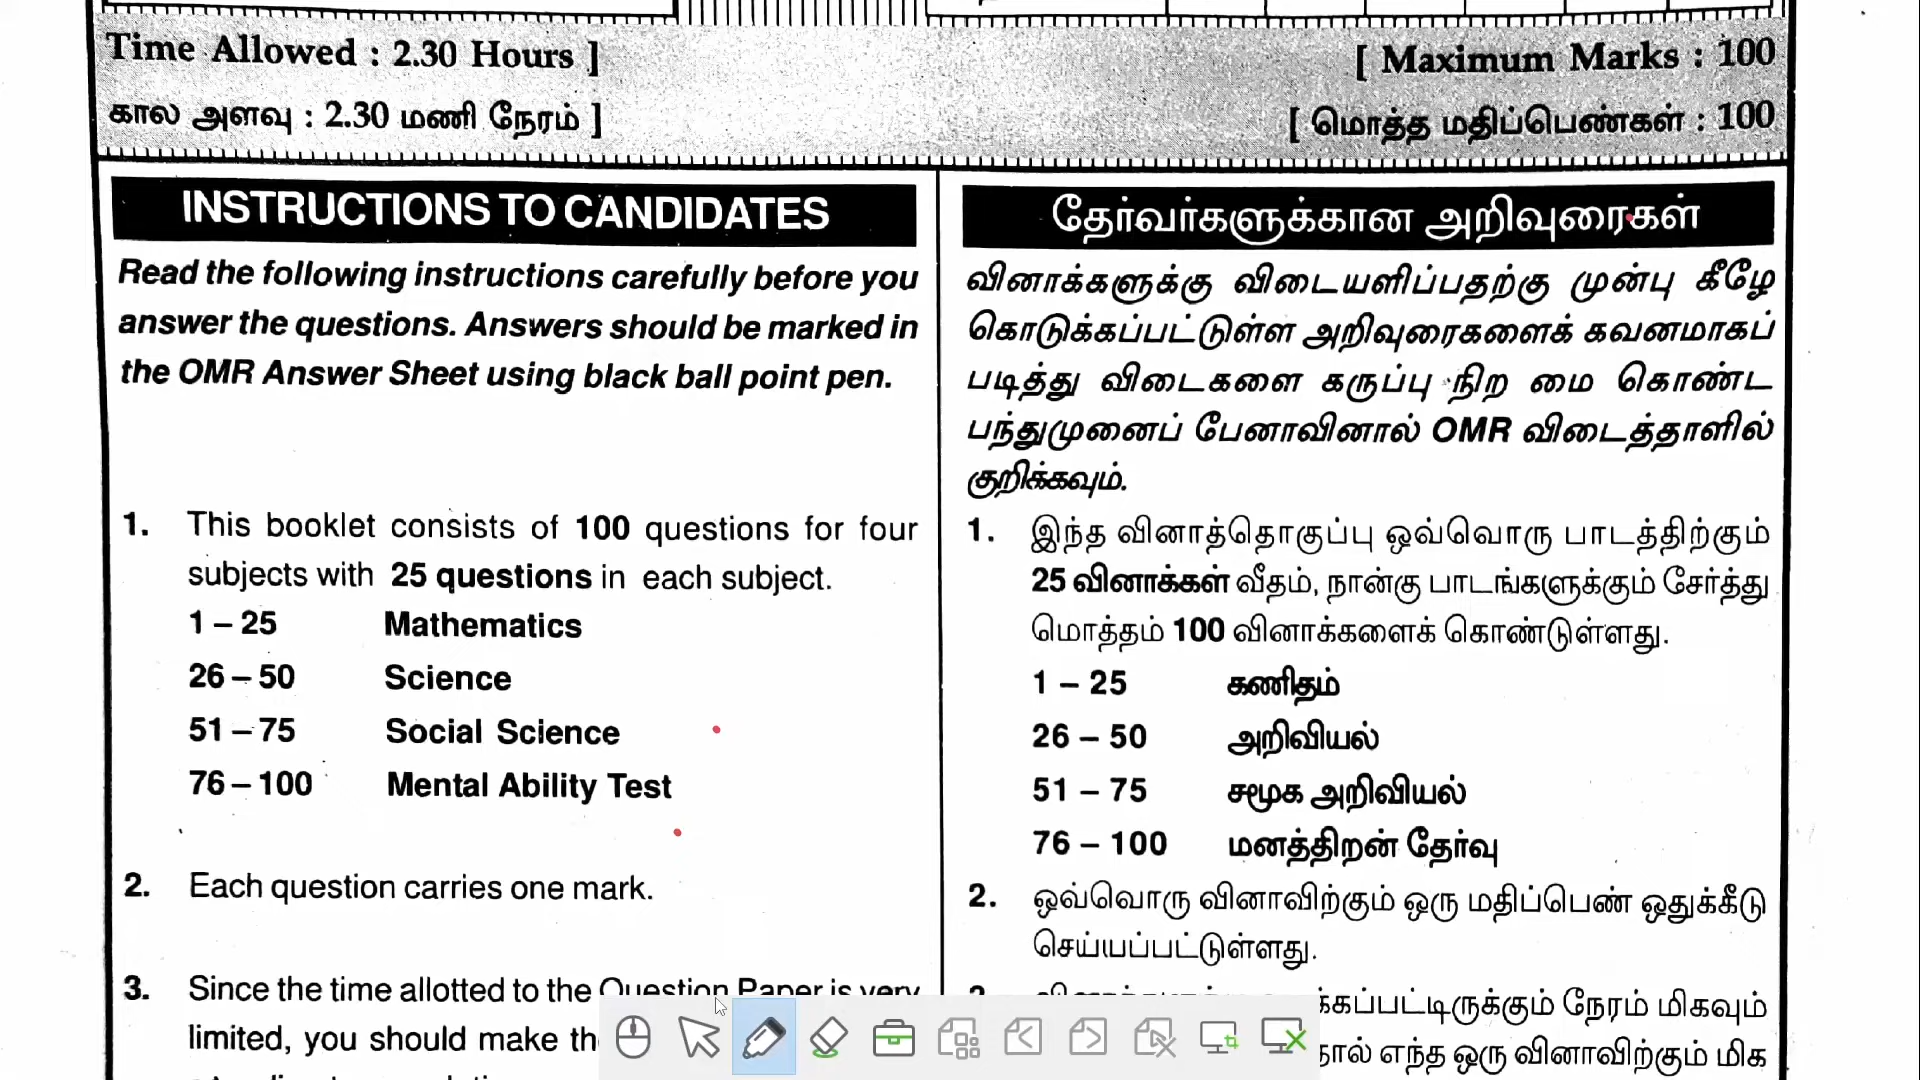 Time Allowed : 2.30 Hours ]
[ Maximum Marks : 100
கால அளவு : 2.30 மணி நேரம் ]
[ மொத்த மதிப்பெண்கள் : 100
INSTRUCTIONS TO CANDIDATES
Read the following instructions carefully before you
answer the questions. Answers should be marked in
the OMR Answer Sheet using black ball point pen.
1. This booklet consists of 100 questions for four
subjects with 25 questions in each subject.
1 – 25 Mathematics
26 – 50 Science
51 – 75 Social Science
76 – 100 Mental Ability Test
2. Each question carries one mark.
3. Since the time allotted to the Question Paper is very
limited, you should make the
தேர்வர்களுக்கான அறிவுரைகள்
வினாக்களுக்கு விடையளிப்பதற்கு முன்பு கீழே
கொடுக்கப்பட்டுள்ள அறிவுரைகளைக் கவனமாகப்
படித்து விடைகளை கருப்பு நிற மை கொண்ட
பந்துமுனைப் பேனாவினால் OMR விடைத்தாளில்
குறிக்கவும்.
1. இந்த வினாத்தொகுப்பு ஒவ்வொரு பாடத்திற்கும்
25 வினாக்கள் வீதம், நான்கு பாடங்களுக்கும் சேர்த்து
மொத்தம் 100 வினாக்களைக் கொண்டுள்ளது.
1 – 25 கணிதம்
26 – 50 அறிவியல்
51 – 75 சமூக அறிவியல்
76 – 100 மனத்திறன் தேர்வு
2. ஒவ்வொரு வினாவிற்கும் ஒரு மதிப்பெண் ஒதுக்கீடு
செய்யப்பட்டுள்ளது.
க்கப்பட்டிருக்கும் நேரம் மிகவும்
எந்த ஒரு வினாவிற்கும் மிக